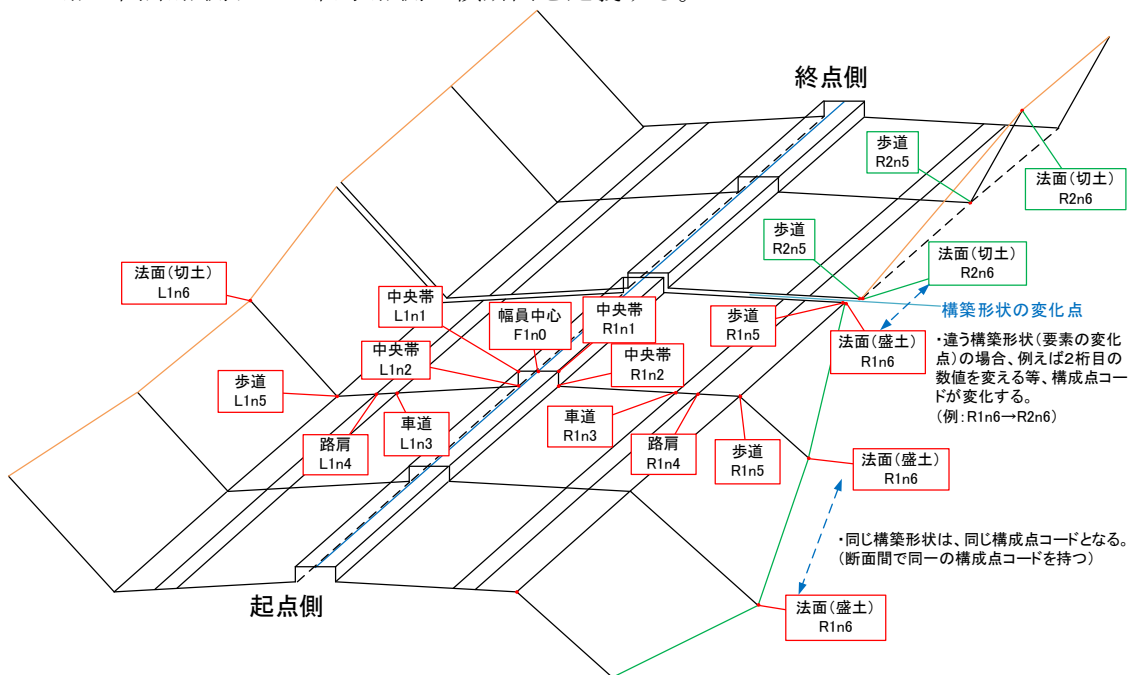 終点側
歩道
R2n5
法面(切土)
R2n6
歩道
R2n5
法面(切土)
R2n6
法面(切土)
L1n6
中央帯
L1n1
幅員中心
F1n0
中央帯
R1n1
歩道
R1n5
構築形状の変化点
法面(盛土)
R1n6
・違う構築形状(要素の変化
点)の場合、例えば2桁目の
数値を変える等、構成点コー
ドが変化する。
(例:R1n6→R2n6)
中央帯
L1n2
中央帯
R1n2
歩道
L1n5
車道
L1n3
車道
R1n3
路肩
L1n4
路肩
R1n4
歩道
R1n5
法面(盛土)
R1n6
・同じ構築形状は、同じ構成点コードとなる。
(断面間で同一の構成点コードを持つ)
起点側
法面(盛土)
R1n6